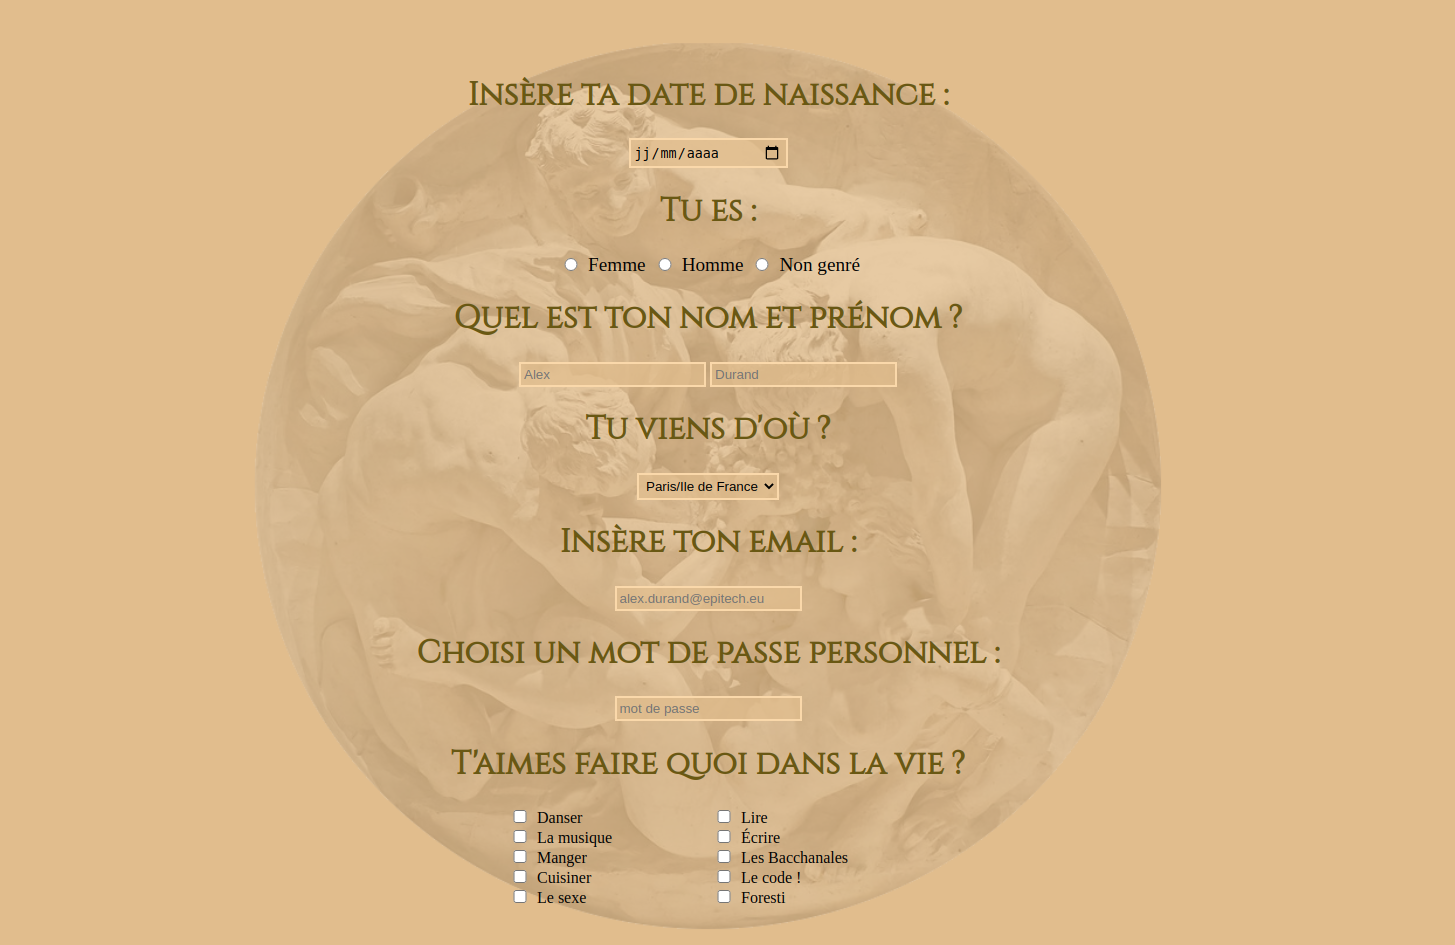 Insère ta date de naissance :
jj/mm/aaaa
Tu es :
Femme Homme Non genré
Quel est ton nom et prénom ?
Alex Durand
Tu viens d'où ?
Paris/Ile de France
Insère ton email :
alex.durand@epitech.eu
Choisi un mot de passe personnel :
mot de passe
T'aimes faire quoi dans la vie ?
Danser Lire
La musique Écrire
Manger Les Bacchanales
Cuisiner Le code !
Le sexe Foresti